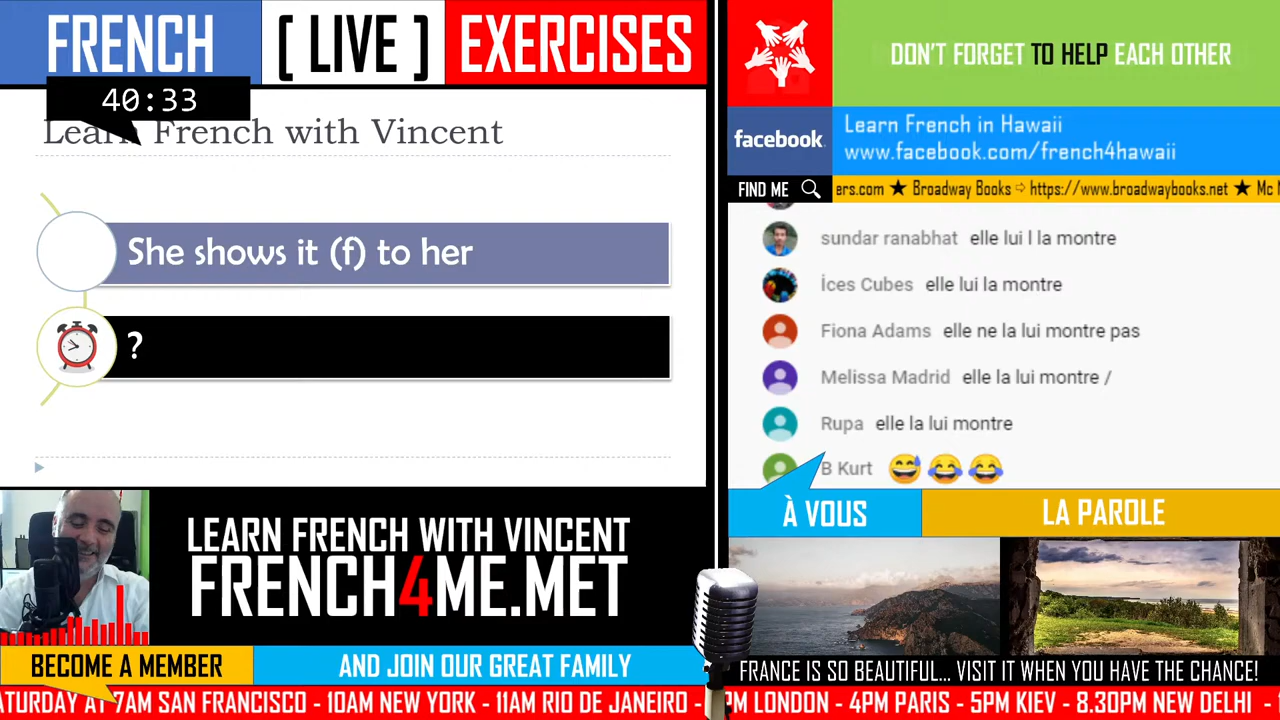 FRENCH [ LIVE ] EXERCISES
40:33
Learn French with Vincent
She shows it (f) to her
?
LEARN FRENCH WITH VINCENT
FRENCH4ME.MET
BECOME A MEMBER
AND JOIN OUR GREAT FAMILY
DON'T FORGET TO HELP EACH OTHER
facebook.
Learn French in Hawaii
www.facebook.com/french4hawaii
FIND ME
ers.com ★ Broadway Books ⇨ https://www.broadwaybooks.net ★ Mc
sundar ranabhat elle lui l la montre
İces Cubes elle lui la montre
Fiona Adams elle ne la lui montre pas
Melissa Madrid elle la lui montre /
Rupa elle la lui montre
B Kurt 😅 😂 😂
À VOUS
LA PAROLE
FRANCE IS SO BEAUTIFUL... VISIT IT WHEN YOU HAVE THE CHANCE!
ATURDAY AT 7AM SAN FRANCISCO - 10AM NEW YORK - 11AM RIO DE JANEIRO - PM LONDON - 4PM PARIS - 5PM KIEV - 8.30PM NEW DELHI -